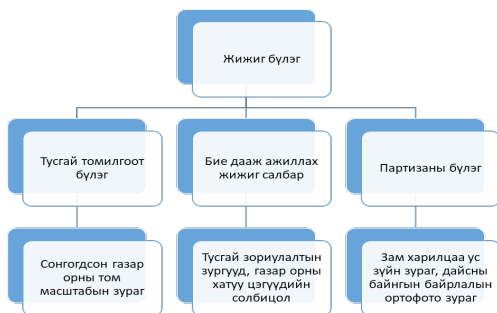 Жижиг бүлэг
Тусгай томилгоот
бүлэг
Бие дааж ажиллах
жижиг салбар
Партизаны бүлэг
Сонгогдсон газар
орны том
масштабын зураг
Тусгай зориулалтын
зургууд, газар орны
хатуу цэгүүдийн
солбицол
Зам харилцаа ус
зүйн зураг, дайсны
байнгын байрлалын
ортофото зураг